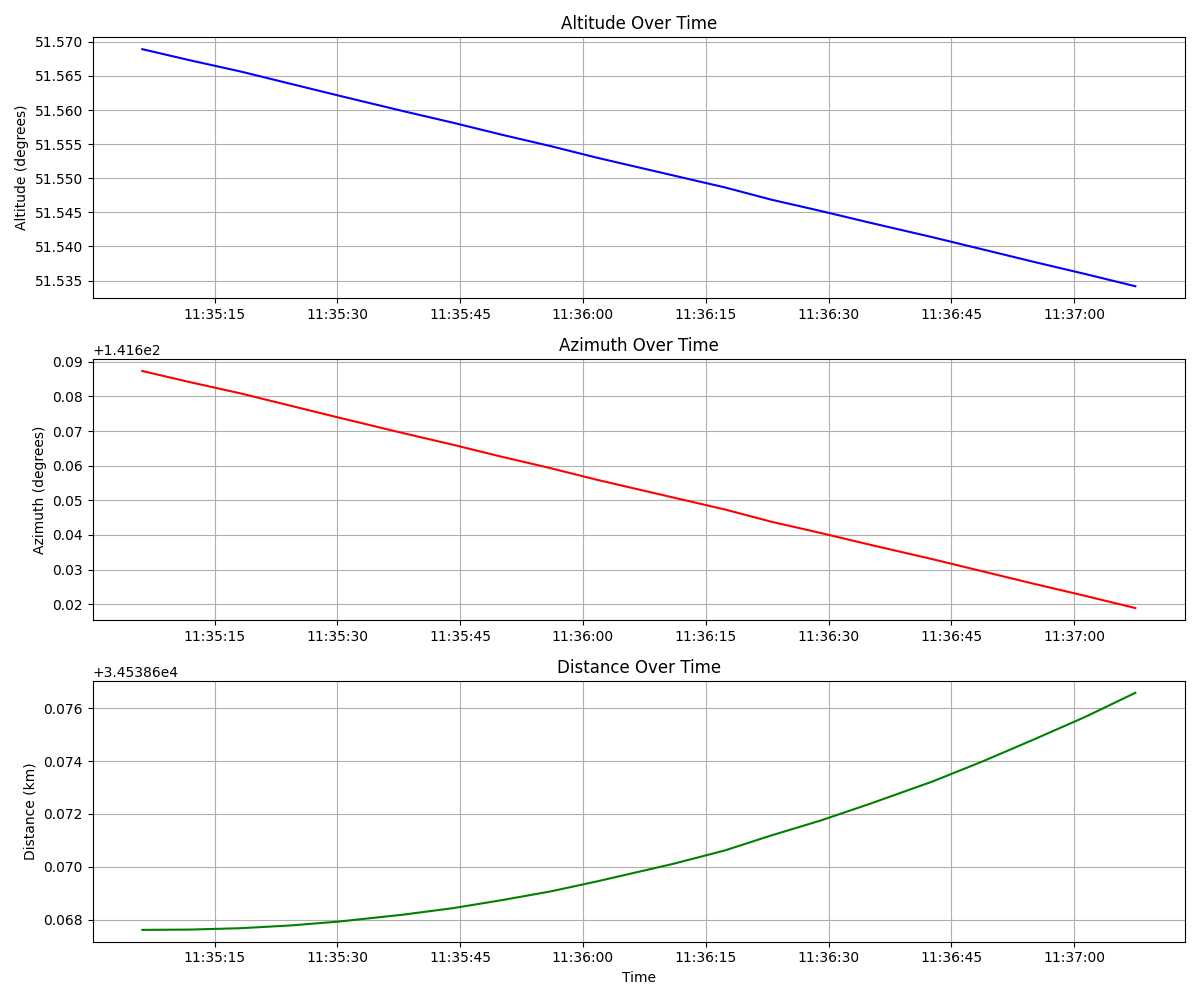 Altitude Over Time
Altitude (degrees)
51.570
51.565
51.560
51.555
51.550
51.545
51.540
51.535
11:35:15 11:35:30 11:35:45 11:36:00 11:36:15 11:36:30 11:36:45 11:37:00
Azimuth Over Time
+1.416e2
Azimuth (degrees)
0.09
0.08
0.07
0.06
0.05
0.04
0.03
0.02
11:35:15 11:35:30 11:35:45 11:36:00 11:36:15 11:36:30 11:36:45 11:37:00
Distance Over Time
+3.45386e4
Distance (km)
0.076
0.074
0.072
0.070
0.068
11:35:15 11:35:30 11:35:45 11:36:00 11:36:15 11:36:30 11:36:45 11:37:00
Time